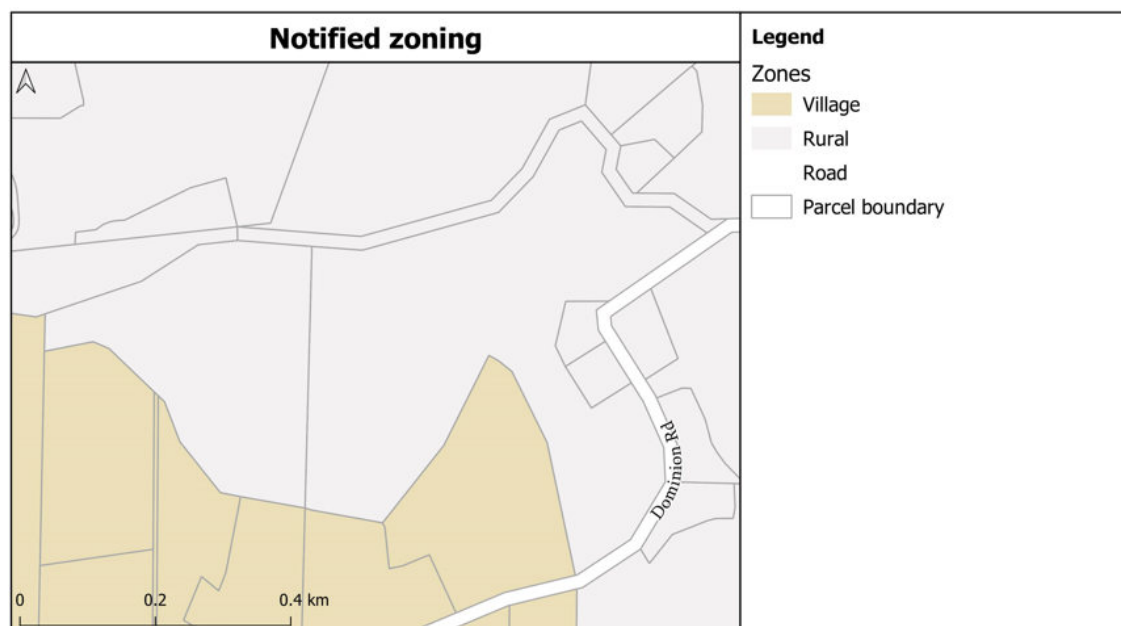 Notified zoning
Legend
Zones
Village
Rural
Road
Parcel boundary
Dominion Rd
0 0.2 0.4 km